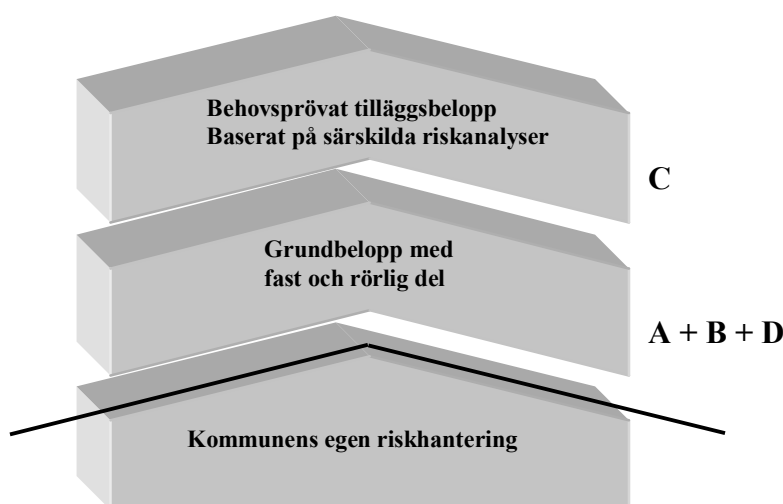 Behovsprövat tilläggsbelopp
Baserat på särskilda riskanalyser
C
Grundbelopp med
fast och rörlig del
A + B + D
Kommunens egen riskhantering